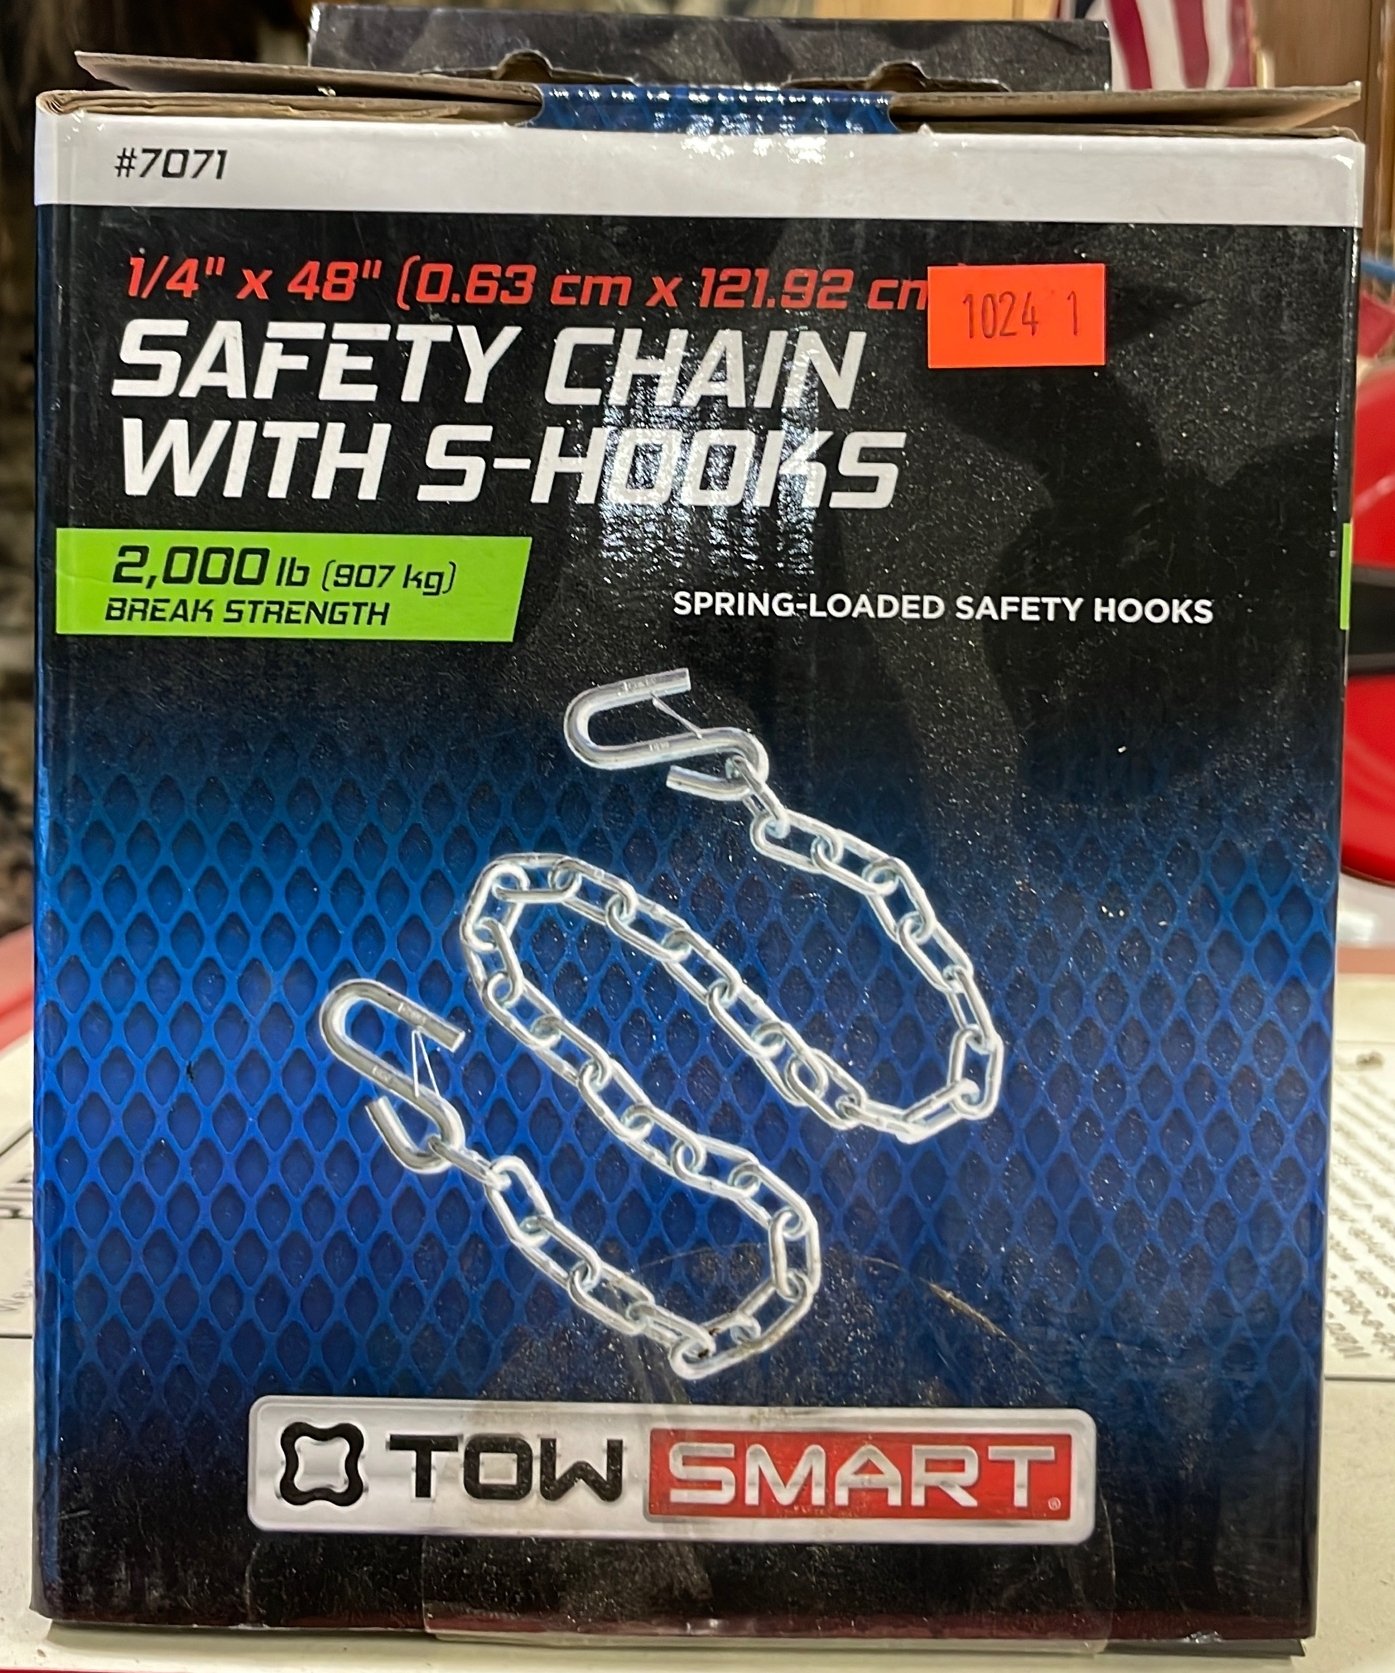 #7071
1/4" x 48" (0.63 cm x 121.92 cm
1024 1
SAFETY CHAIN
WITH S-HOOKS
2,000 lb (907 kg)
BREAK STRENGTH
SPRING-LOADED SAFETY HOOKS
TOW SMART®